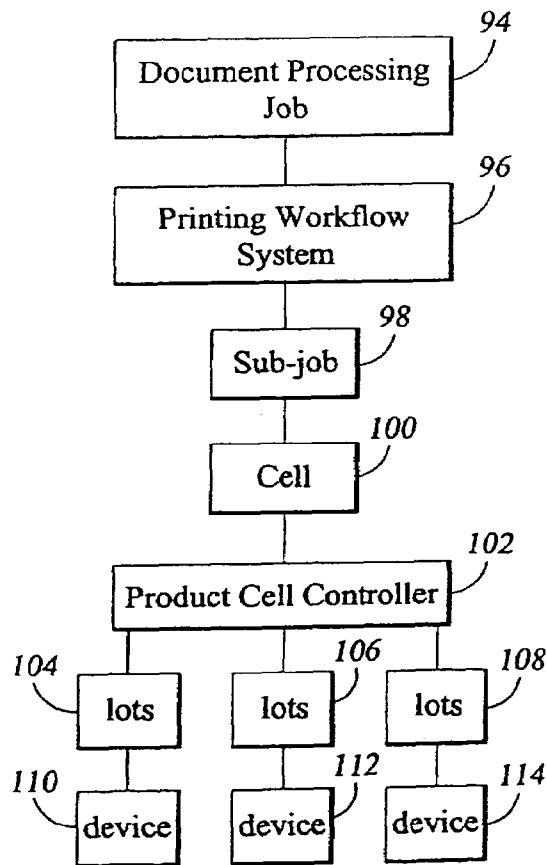 94
Document Processing
Job
96
Printing Workflow
System
98
Sub-job
100
Cell
102
Product Cell Controller
104
lots
106
lots
108
lots
110
device
112
device
114
device